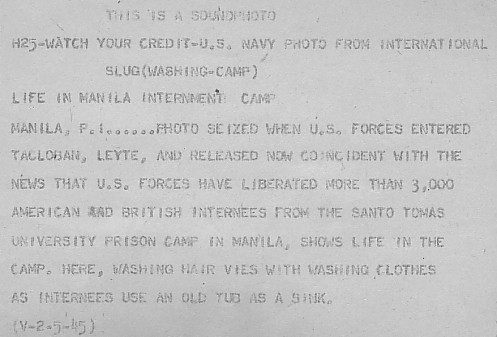 THIS IS A SOUNDPHOTO
H25-WATCH YOUR CREDIT-U.S. NAVY PHOTO FROM INTERNATIONAL
SLUG(WASHING-CAMP)
LIFE IN MANILA INTERNMENT CAMP
MANILA, P.I......PHOTO SEIZED WHEN U.S. FORCES ENTERED
TACLOBAN, LEYTE, AND RELEASED NOW COINCIDENT WITH THE
NEWS THAT U.S. FORCES HAVE LIBERATED MORE THAN 3,000
AMERICAN AND BRITISH INTERNEES FROM THE SANTO TOMAS
UNIVERSITY PRISON CAMP IN MANILA, SHOWS LIFE IN THE
CAMP. HERE, WASHING HAIR VIES WITH WASHING CLOTHES
AS INTERNEES USE AN OLD TUB AS A SINK.
(V-2-5-45)